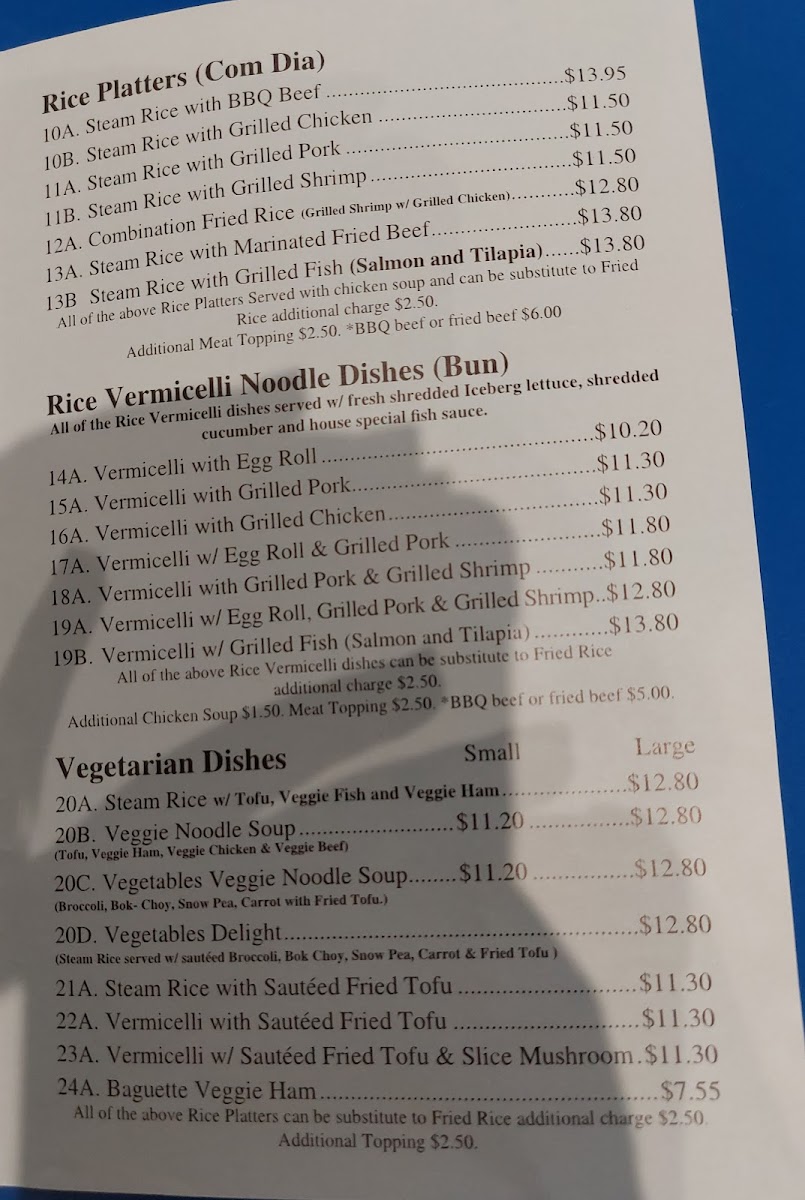 Rice Platters (Com Dia)
10A. Steam Rice with BBQ Beef ....................................$13.95
10B. Steam Rice with Grilled Chicken ............................$11.50
11A. Steam Rice with Grilled Pork .................................$11.50
11B. Steam Rice with Grilled Shrimp..............................$11.50
12A. Combination Fried Rice (Grilled Shrimp w/ Grilled Chicken)..........$12.80
13A. Steam Rice with Marinated Fried Beef.....................$13.80
13B Steam Rice with Grilled Fish (Salmon and Tilapia)......$13.80
All of the above Rice Platters Served with chicken soup and can be substitute to Fried
Rice additional charge $2.50.
Additional Meat Topping $2.50. *BBQ beef or fried beef $6.00
Rice Vermicelli Noodle Dishes (Bun)
All of the Rice Vermicelli dishes served w/ fresh shredded Iceberg lettuce, shredded
cucumber and house special fish sauce.
14A. Vermicelli with Egg Roll .......................................$10.20
15A. Vermicelli with Grilled Pork...................................$11.30
16A. Vermicelli with Grilled Chicken..............................$11.30
17A. Vermicelli w/ Egg Roll & Grilled Pork .....................$11.80
18A. Vermicelli with Grilled Pork & Grilled Shrimp ..........$11.80
19A. Vermicelli w/ Egg Roll, Grilled Pork & Grilled Shrimp..$12.80
19B. Vermicelli w/ Grilled Fish (Salmon and Tilapia) ...........$13.80
All of the above Rice Vermicelli dishes can be substitute to Fried Rice
additional charge $2.50.
Additional Chicken Soup $1.50. Meat Topping $2.50. *BBQ beef or fried beef $5.00.
Vegetarian Dishes Small Large
20A. Steam Rice w/ Tofu, Veggie Fish and Veggie Ham...................$12.80
20B. Veggie Noodle Soup.......................$11.20 ...............$12.80
(Tofu, Veggie Ham, Veggie Chicken & Veggie Beef)
20C. Vegetables Veggie Noodle Soup........$11.20 ...............$12.80
(Broccoli, Bok- Choy, Snow Pea, Carrot with Fried Tofu.)
20D. Vegetables Delight.....................................................$12.80
(Steam Rice served w/ sautéed Broccoli, Bok Choy, Snow Pea, Carrot & Fried Tofu )
21A. Steam Rice with Sautéed Fried Tofu ..........................$11.30
22A. Vermicelli with Sautéed Fried Tofu ...........................$11.30
23A. Vermicelli w/ Sautéed Fried Tofu & Slice Mushroom.$11.30
24A. Baguette Veggie Ham..................................................$7.55
All of the above Rice Platters can be substitute to Fried Rice additional charge $2.50.
Additional Topping $2.50.